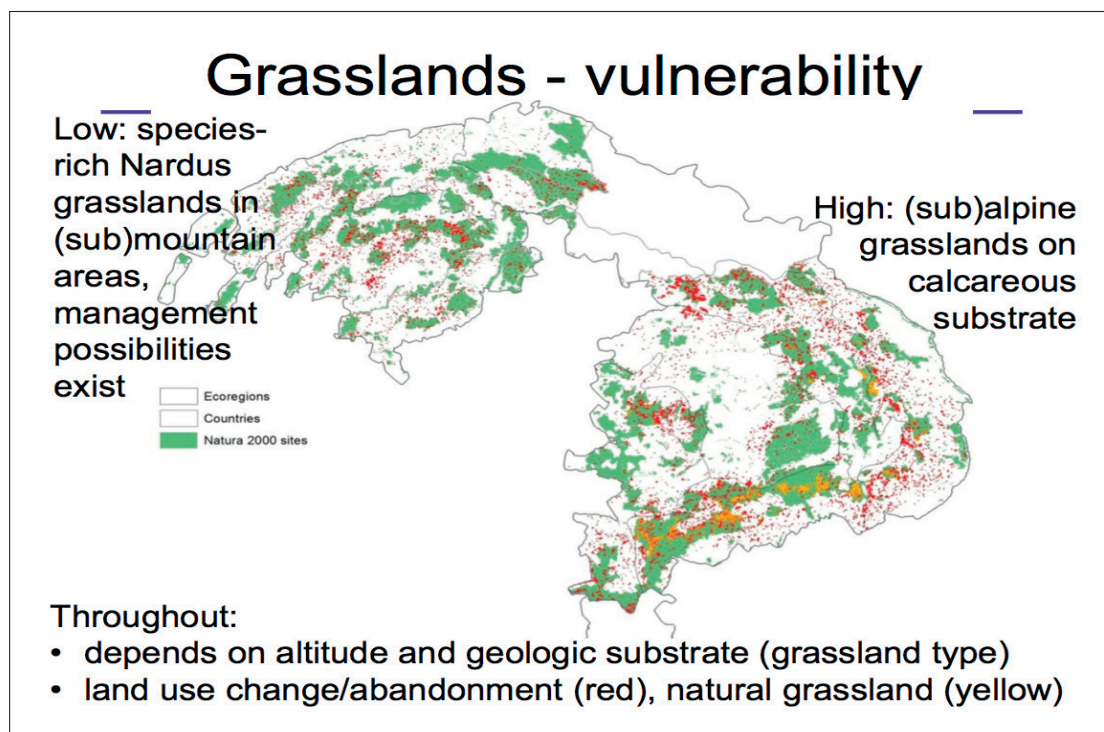 Grasslands - vulnerability
Low: species-
rich Nardus
grasslands in
(sub)mountain
areas,
management
possibilities
exist
High: (sub)alpine
grasslands on
calcareous
substrate
Ecoregions
Countries
Natura 2000 sites
Throughout:
• depends on altitude and geologic substrate (grassland type)
• land use change/abandonment (red), natural grassland (yellow)